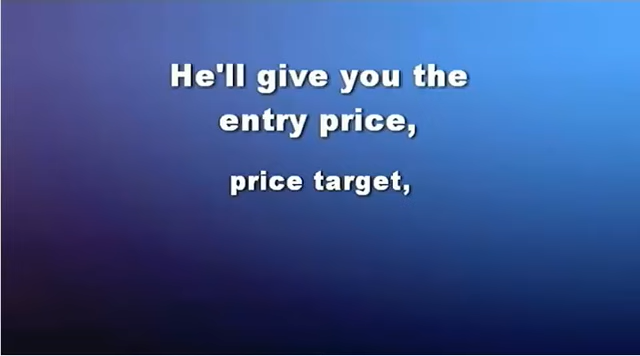 He'll give you the
entry price,
price target,